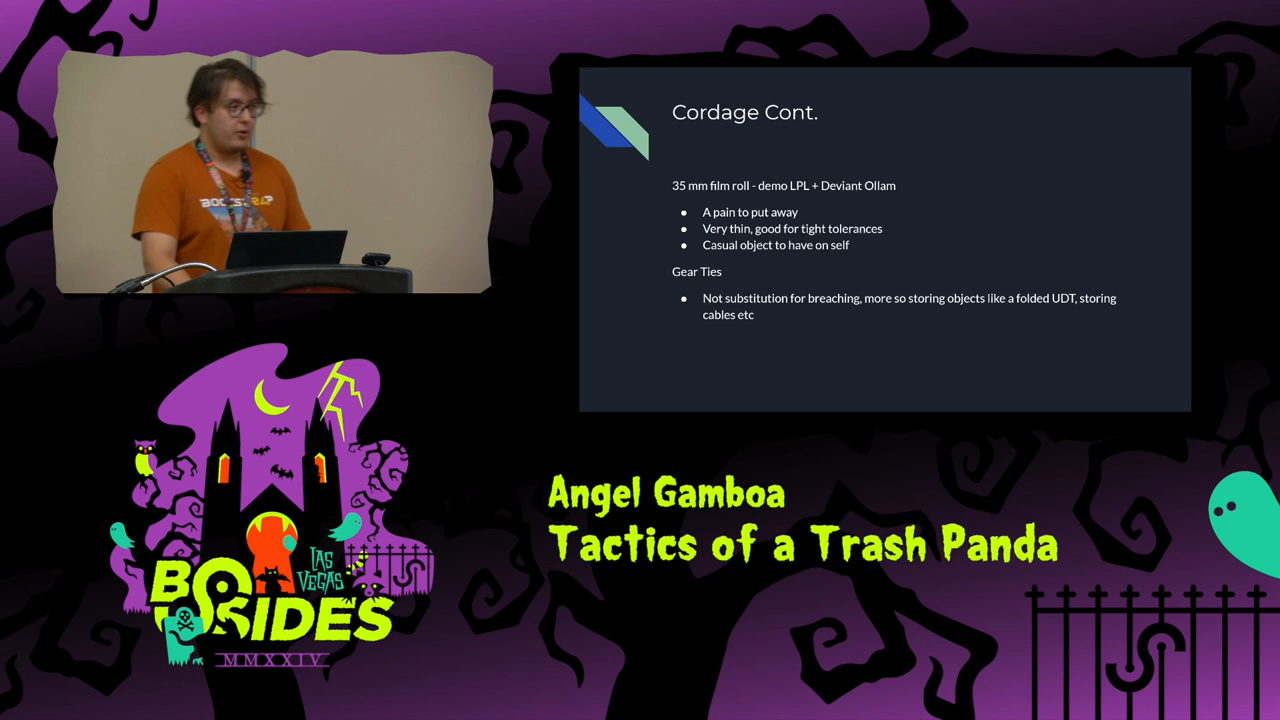 Cordage Cont.
35 mm film roll - demo LPL + Deviant Ollam
● A pain to put away
● Very thin, good for tight tolerances
● Casual object to have on self
Gear Ties
● Not substitution for breaching, more so storing objects like a folded UDT, storing
cables etc
Angel Gamboa
Tactics of a Trash Panda
LAS
VEGAS
BSIDES
MMXXIV